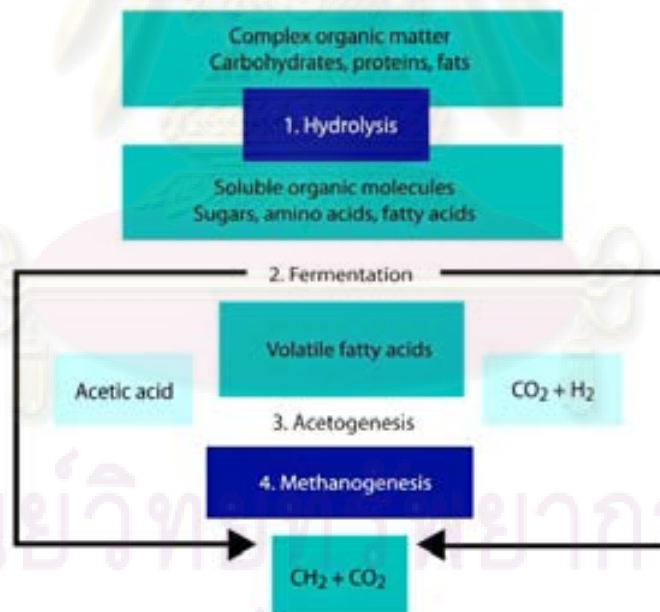 Complex organic matter
Carbohydrates, proteins, fats
1. Hydrolysis
Soluble organic molecules
Sugars, amino acids, fatty acids
2. Fermentation
Volatile fatty acids
Acetic acid
CO₂ + H₂
3. Acetogenesis
4. Methanogenesis
CH₂ + CO₂